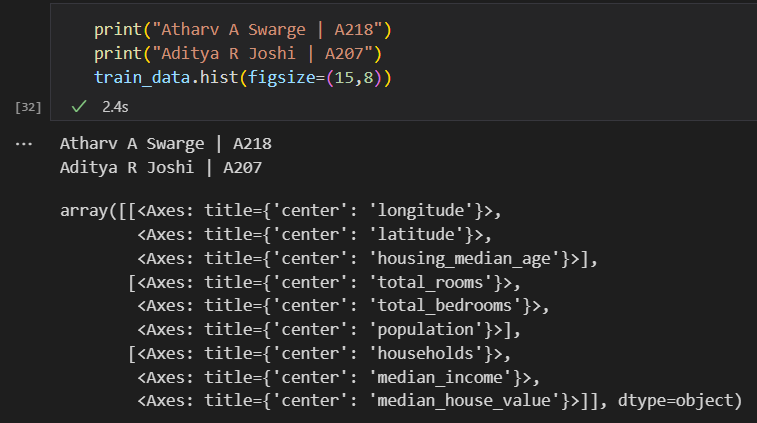 print("Atharv A Swarge | A218")
print("Aditya R Joshi | A207")
train_data.hist(figsize=(15,8))
[32] 2.4s
... Atharv A Swarge | A218
Aditya R Joshi | A207
array([[<Axes: title={'center': 'longitude'}>,
<Axes: title={'center': 'latitude'}>,
<Axes: title={'center': 'housing_median_age'}>],
[<Axes: title={'center': 'total_rooms'}>,
<Axes: title={'center': 'total_bedrooms'}>,
<Axes: title={'center': 'population'}>],
[<Axes: title={'center': 'households'}>,
<Axes: title={'center': 'median_income'}>,
<Axes: title={'center': 'median_house_value'}>]], dtype=object)